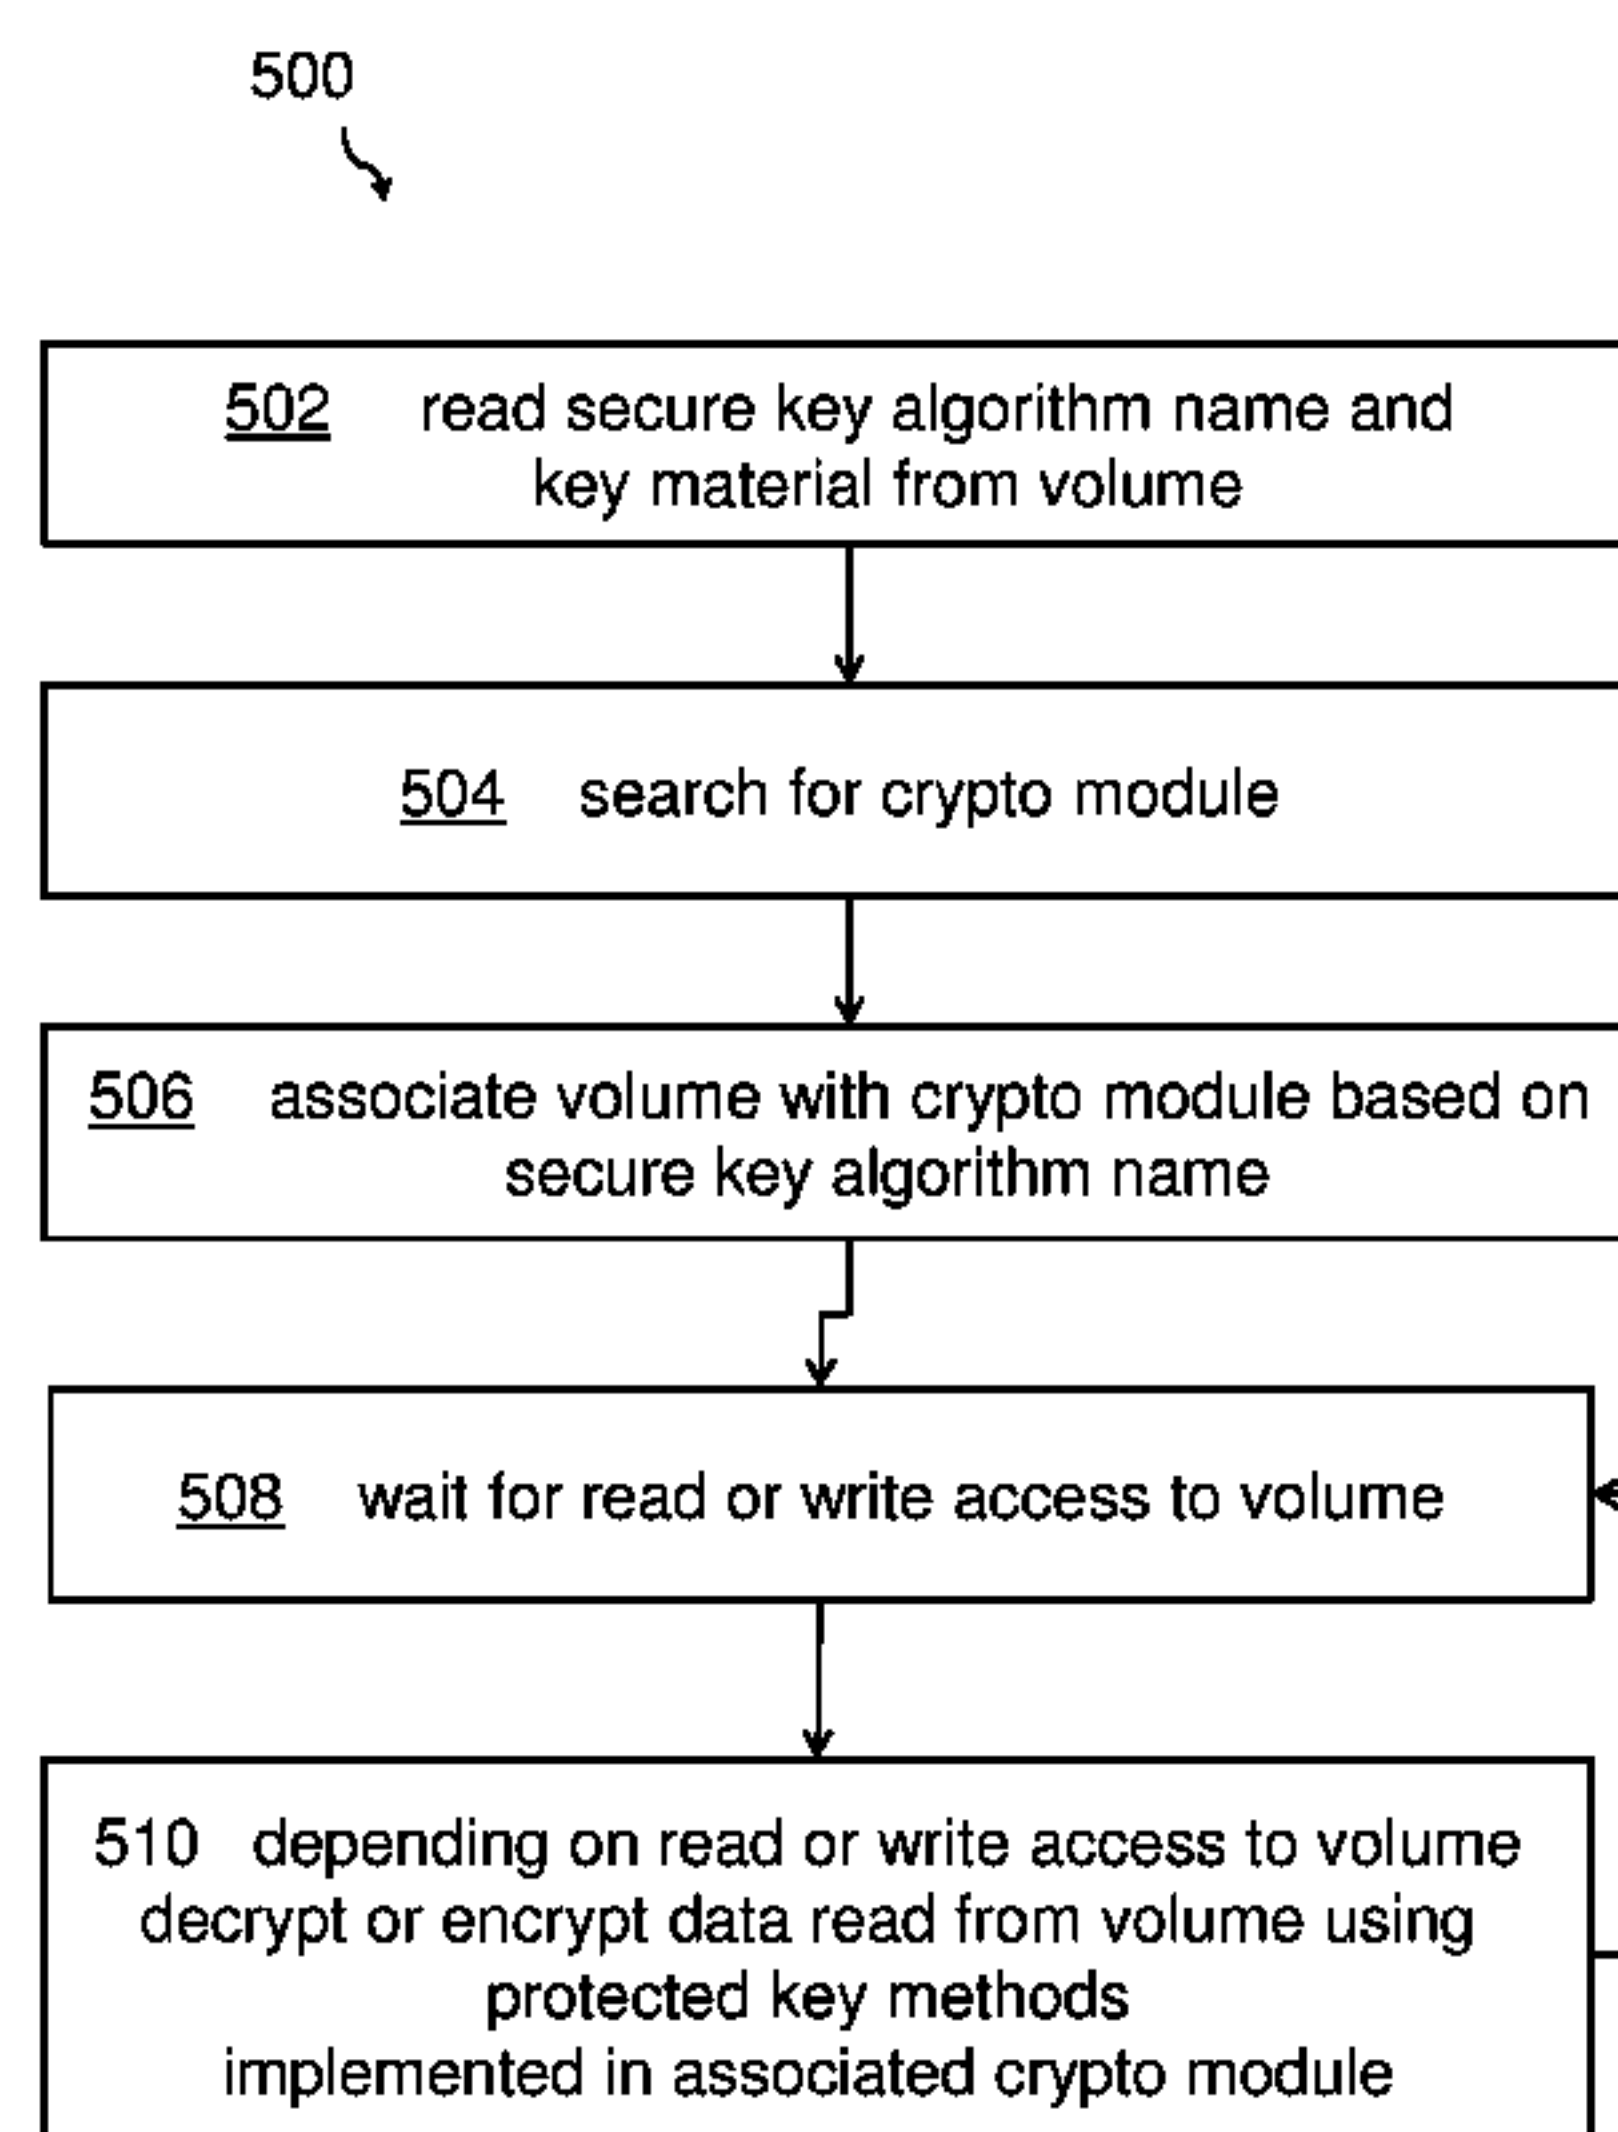 500
502 read secure key algorithm name and
key material from volume
504 search for crypto module
506 associate volume with crypto module based on
secure key algorithm name
508 wait for read or write access to volume
510 depending on read or write access to volume
decrypt or encrypt data read from volume using
protected key methods
implemented in associated crypto module